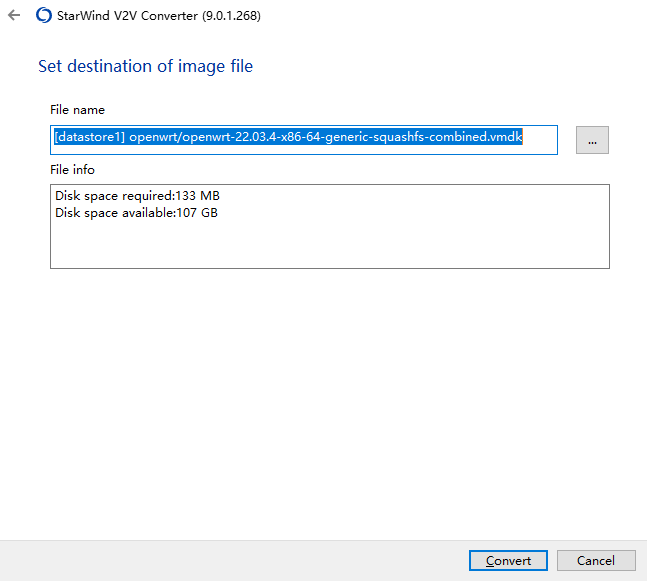 StarWind V2V Converter (9.0.1.268)
Set destination of image file
File name
[datastore1] openwrt/openwrt-22.03.4-x86-64-generic-squashfs-combined.vmdk
...
File info
Disk space required:133 MB
Disk space available:107 GB
Convert
Cancel